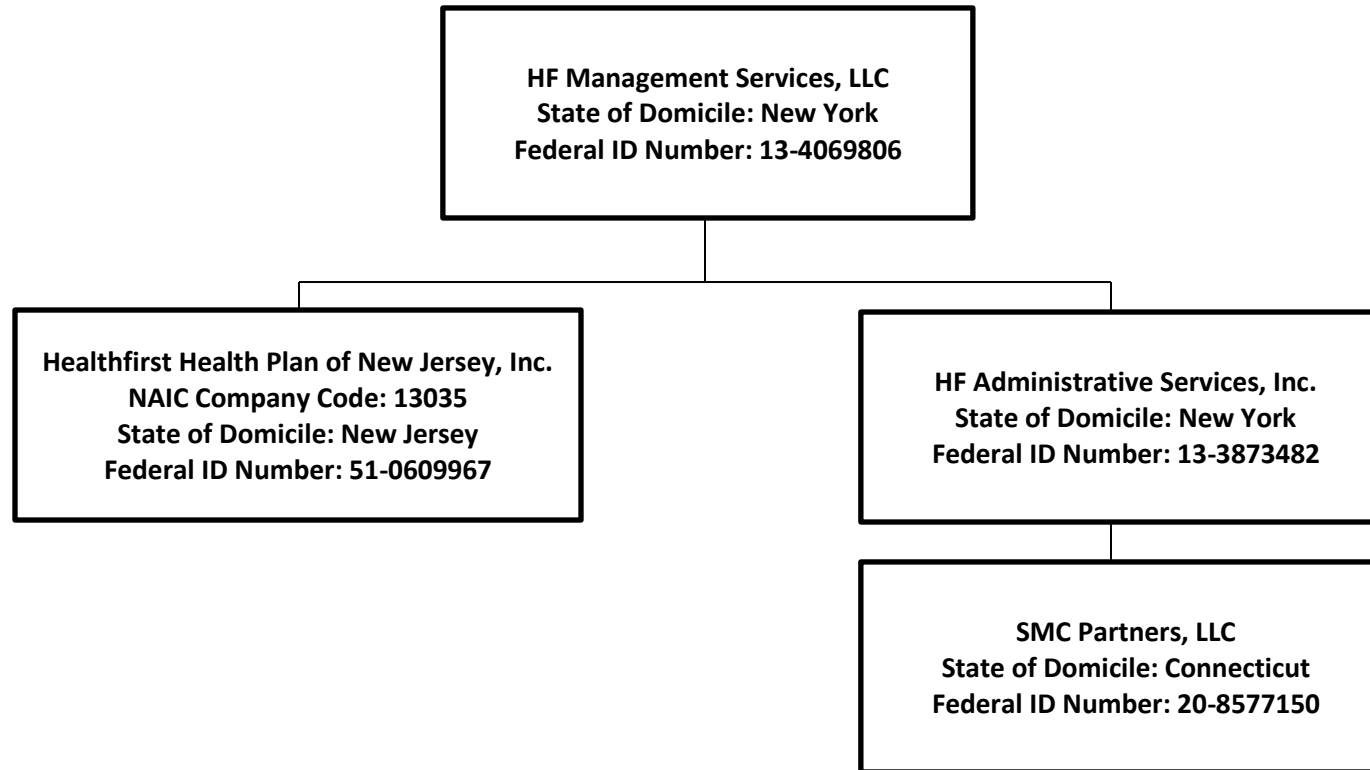 HF Management Services, LLC
State of Domicile: New York
Federal ID Number: 13-4069806
Healthfirst Health Plan of New Jersey, Inc.
NAIC Company Code: 13035
State of Domicile: New Jersey
Federal ID Number: 51-0609967
HF Administrative Services, Inc.
State of Domicile: New York
Federal ID Number: 13-3873482
SMC Partners, LLC
State of Domicile: Connecticut
Federal ID Number: 20-8577150